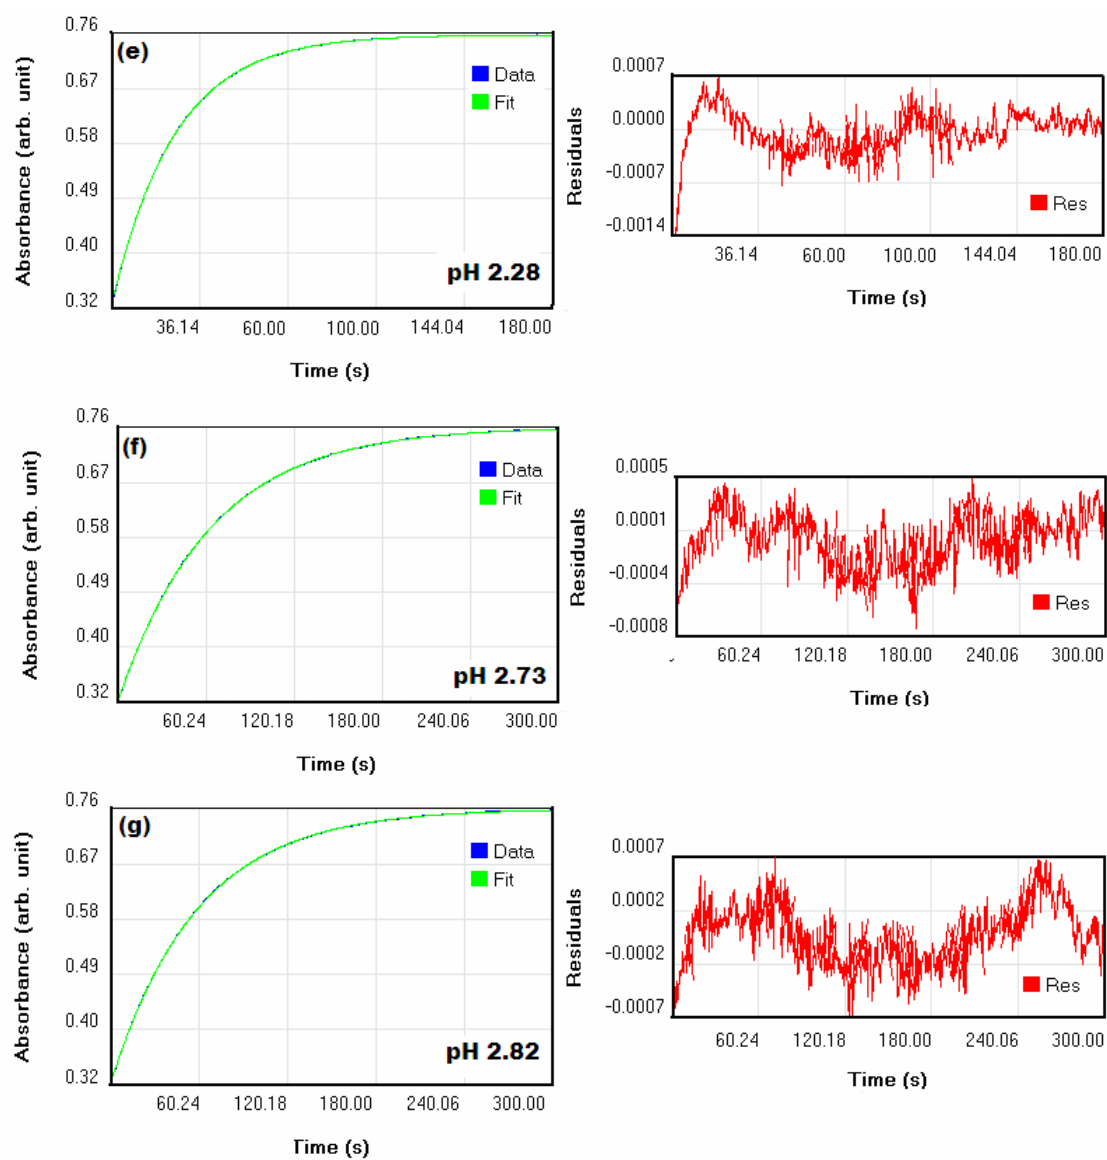 (e)
Absorbance (arb. unit)
0.76
0.67
0.58
0.49
0.40
0.32
Data
Fit
pH 2.28
36.14 60.00 100.00 144.04 180.00
Time (s)
Residuals
0.0007
0.0000
-0.0007
-0.0014
Res
36.14 60.00 100.00 144.04 180.00
Time (s)
(f)
Absorbance (arb. unit)
0.76
0.67
0.58
0.49
0.40
0.32
Data
Fit
pH 2.73
60.24 120.18 180.00 240.06 300.00
Time (s)
Residuals
0.0005
0.0001
-0.0004
-0.0008
Res
60.24 120.18 180.00 240.06 300.00
Time (s)
(g)
Absorbance (arb. unit)
0.76
0.67
0.58
0.49
0.40
0.32
Data
Fit
pH 2.82
60.24 120.18 180.00 240.06 300.00
Time (s)
Residuals
0.0007
0.0002
-0.0002
-0.0007
Res
60.24 120.18 180.00 240.06 300.00
Time (s)